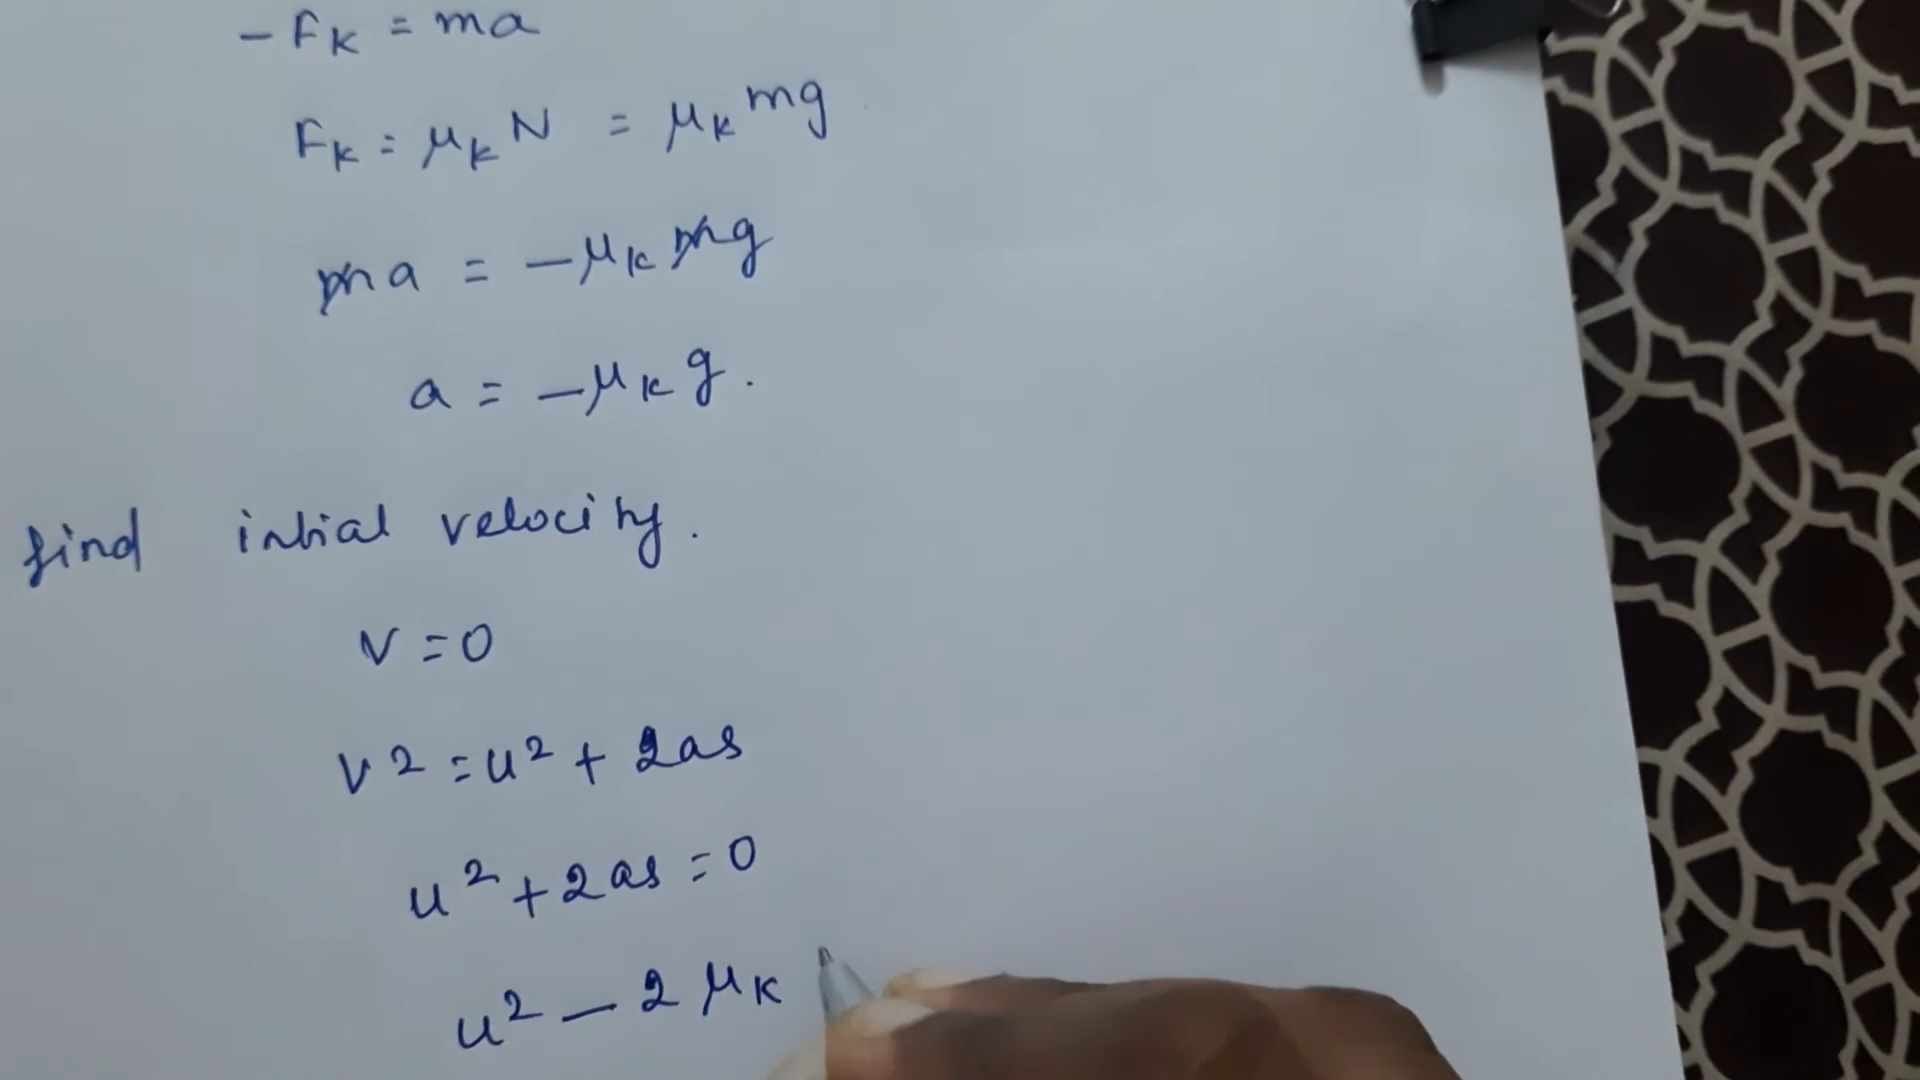 - Fk = ma
Fk = μk N = μk mg
ma = -μk mg
a = -μk g.
find intial velocity.
v = 0
v2 = u2 + 2as
u2 + 2as = 0
u2 - 2 μk